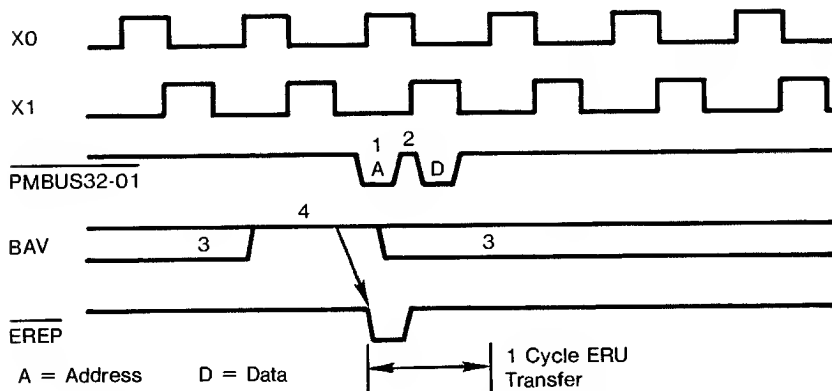 X0
X1
1 2
A D
PMBUS32-01
4
BAV 3 3
EREP
A = Address D = Data
1 Cycle ERU
Transfer